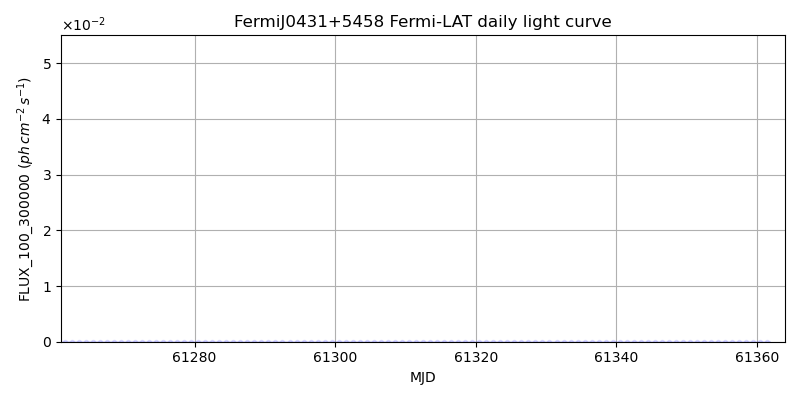 FermiJ0431+5458 Fermi-LAT daily light curve
×10⁻²
5
4
3
2
1
0
FLUX_100_300000 (ph cm⁻² s⁻¹)
61280 61300 61320 61340 61360
MJD